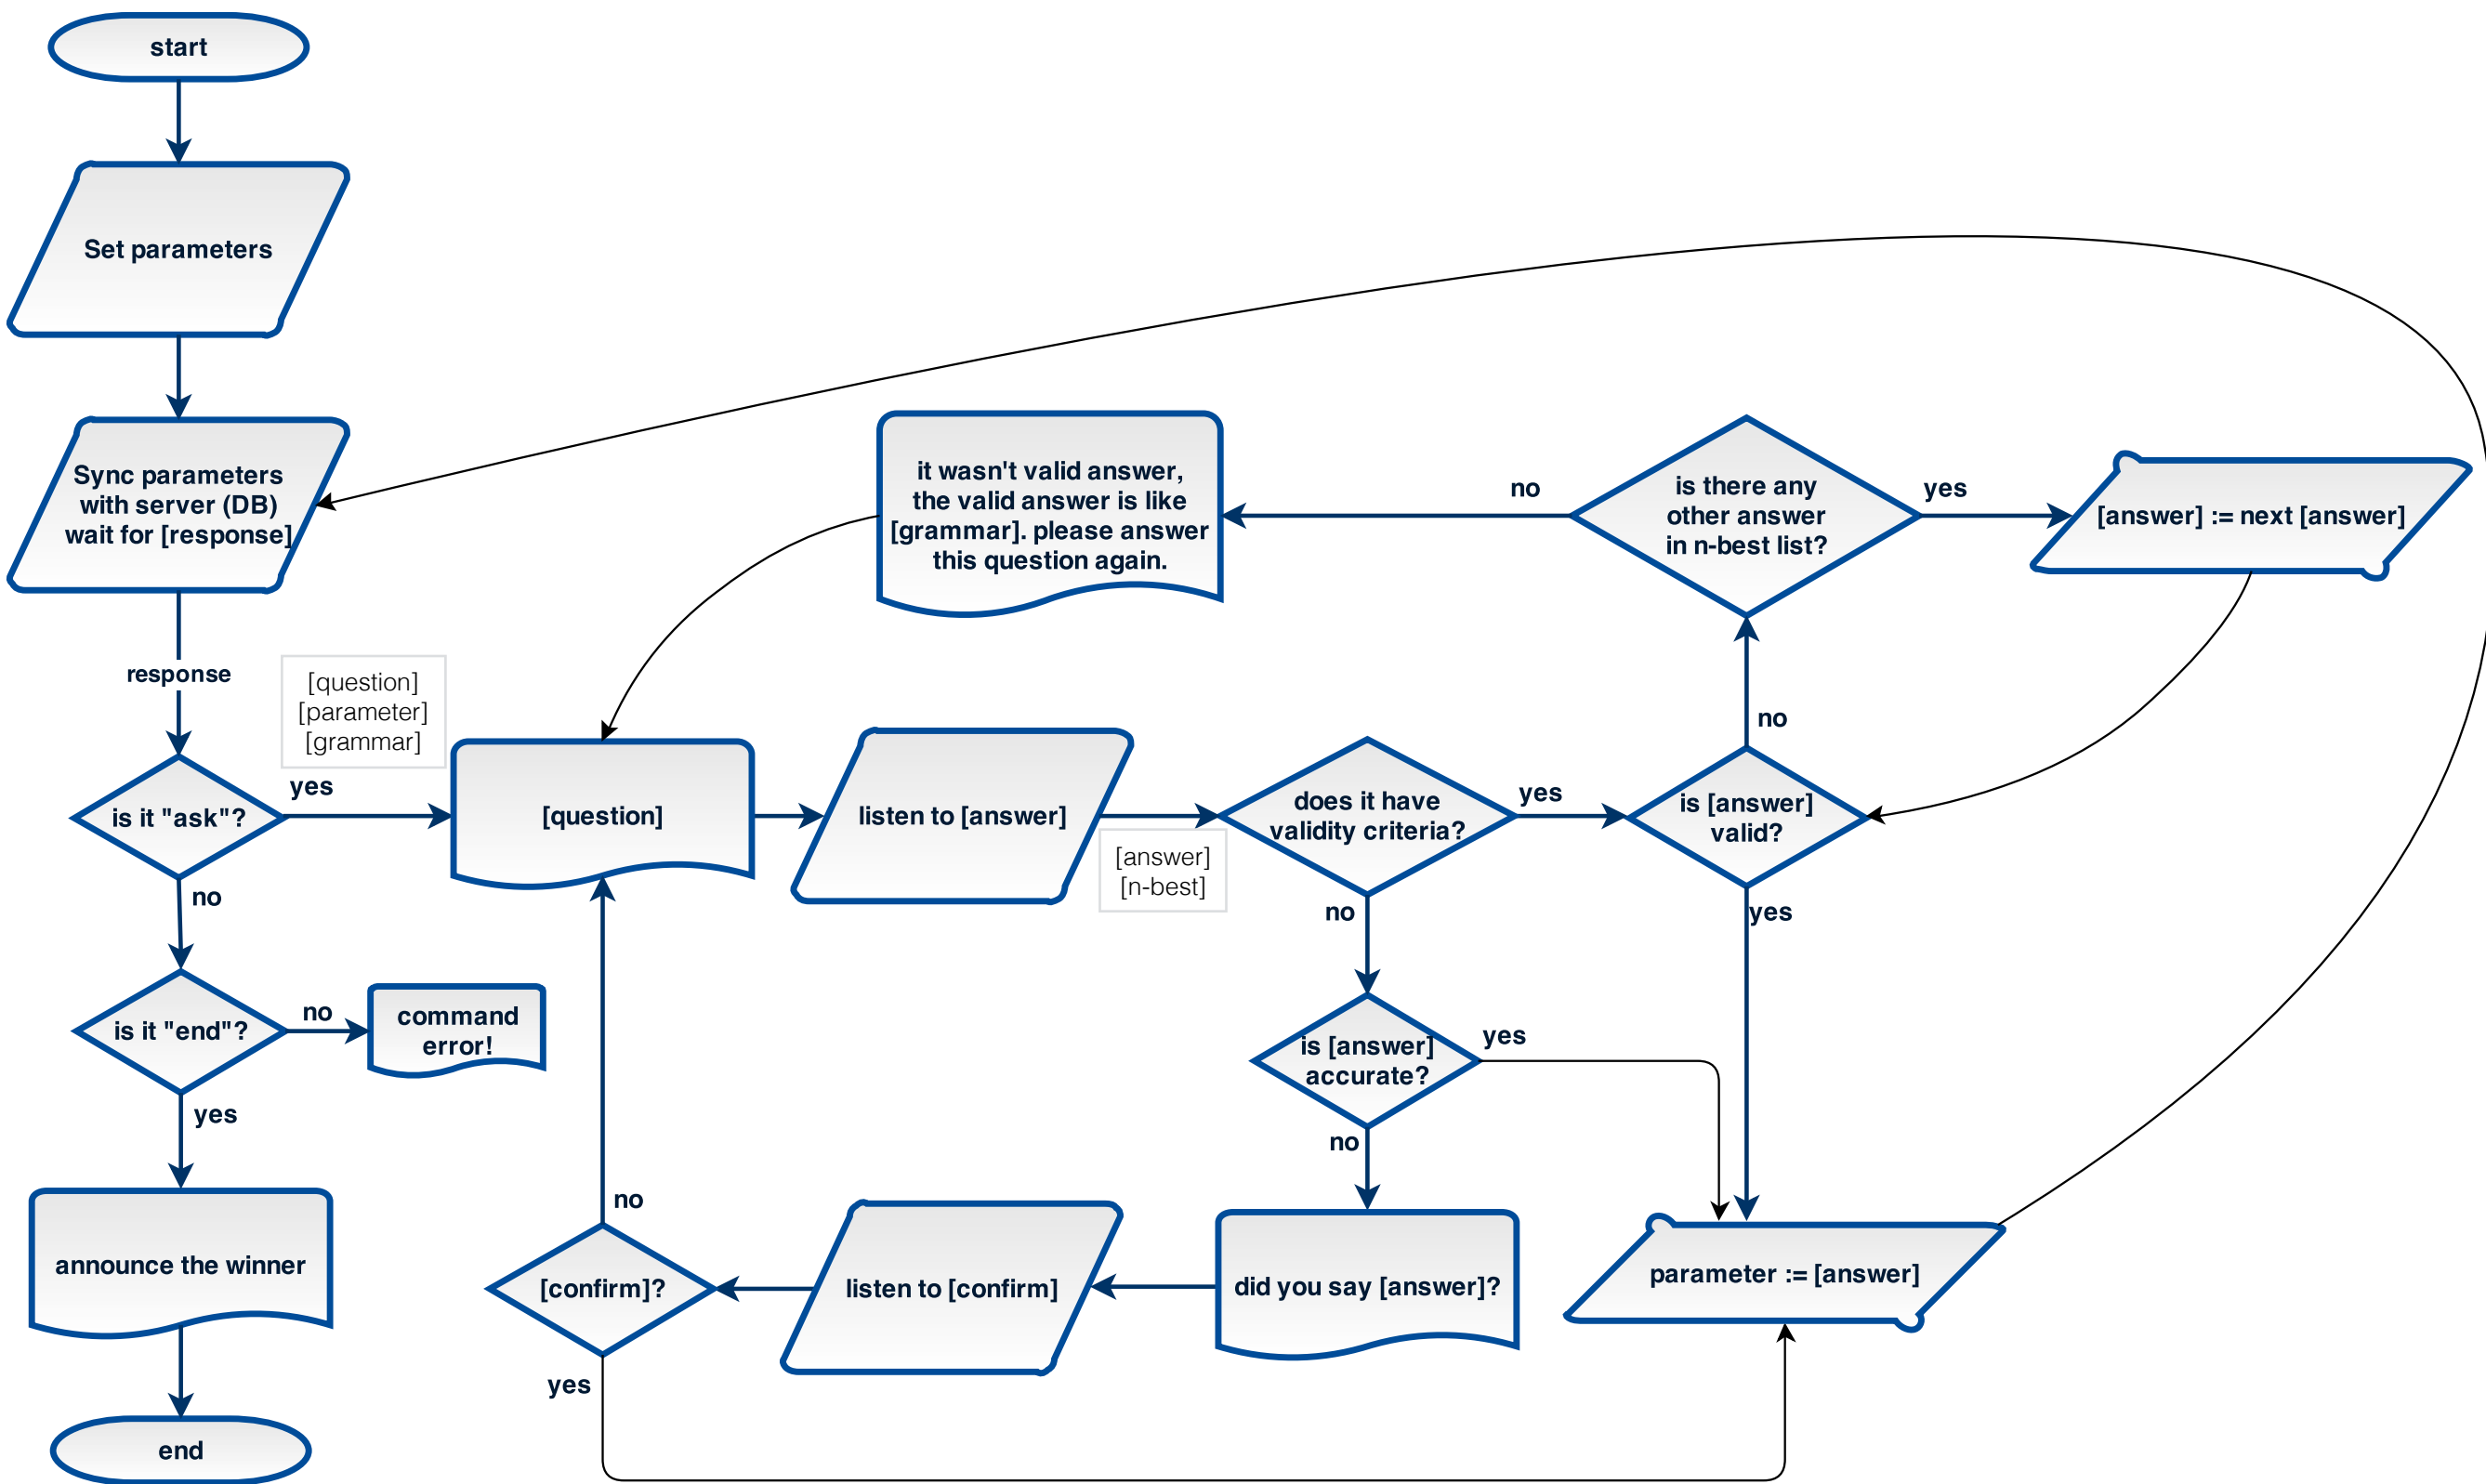 start
Set parameters
Sync parameters
with server (DB)
wait for [response]
response
[question]
[parameter]
[grammar]
is it "ask"?
yes
no
is it "end"?
no
command
error!
yes
announce the winner
end
[question]
listen to [answer]
[answer]
[n-best]
does it have
validity criteria?
yes
no
is [answer]
valid?
no
yes
is there any
other answer
in n-best list?
no
yes
it wasn't valid answer,
the valid answer is like
[grammar]. please answer
this question again.
[answer] := next [answer]
is [answer]
accurate?
yes
no
did you say [answer]?
listen to [confirm]
[confirm]?
no
yes
parameter := [answer]